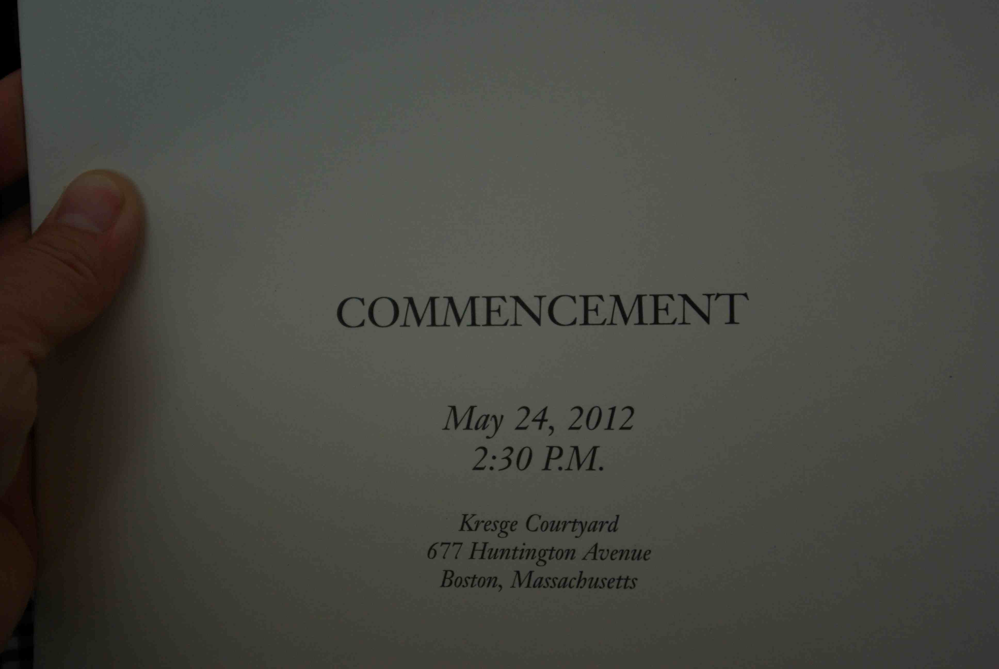 COMMENCEMENT
May 24, 2012
2:30 P.M.
Kresge Courtyard
677 Huntington Avenue
Boston, Massachusetts